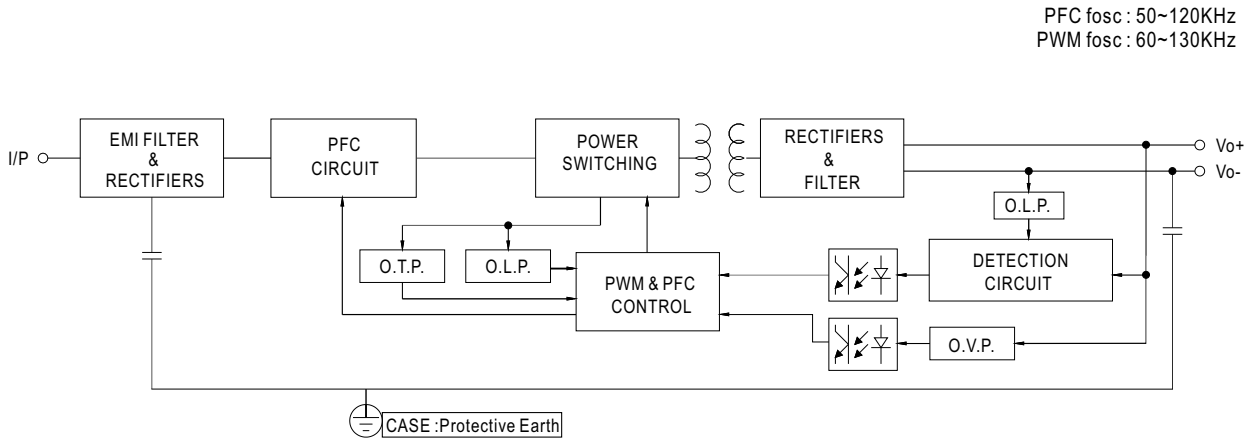 PFC fosc : 50~120KHz
PWM fosc : 60~130KHz
I/P
EMI FILTER
&
RECTIFIERS
PFC
CIRCUIT
POWER
SWITCHING
RECTIFIERS
&
FILTER
Vo+
Vo-
O.L.P.
O.T.P.
O.L.P.
PWM & PFC
CONTROL
DETECTION
CIRCUIT
O.V.P.
CASE :Protective Earth